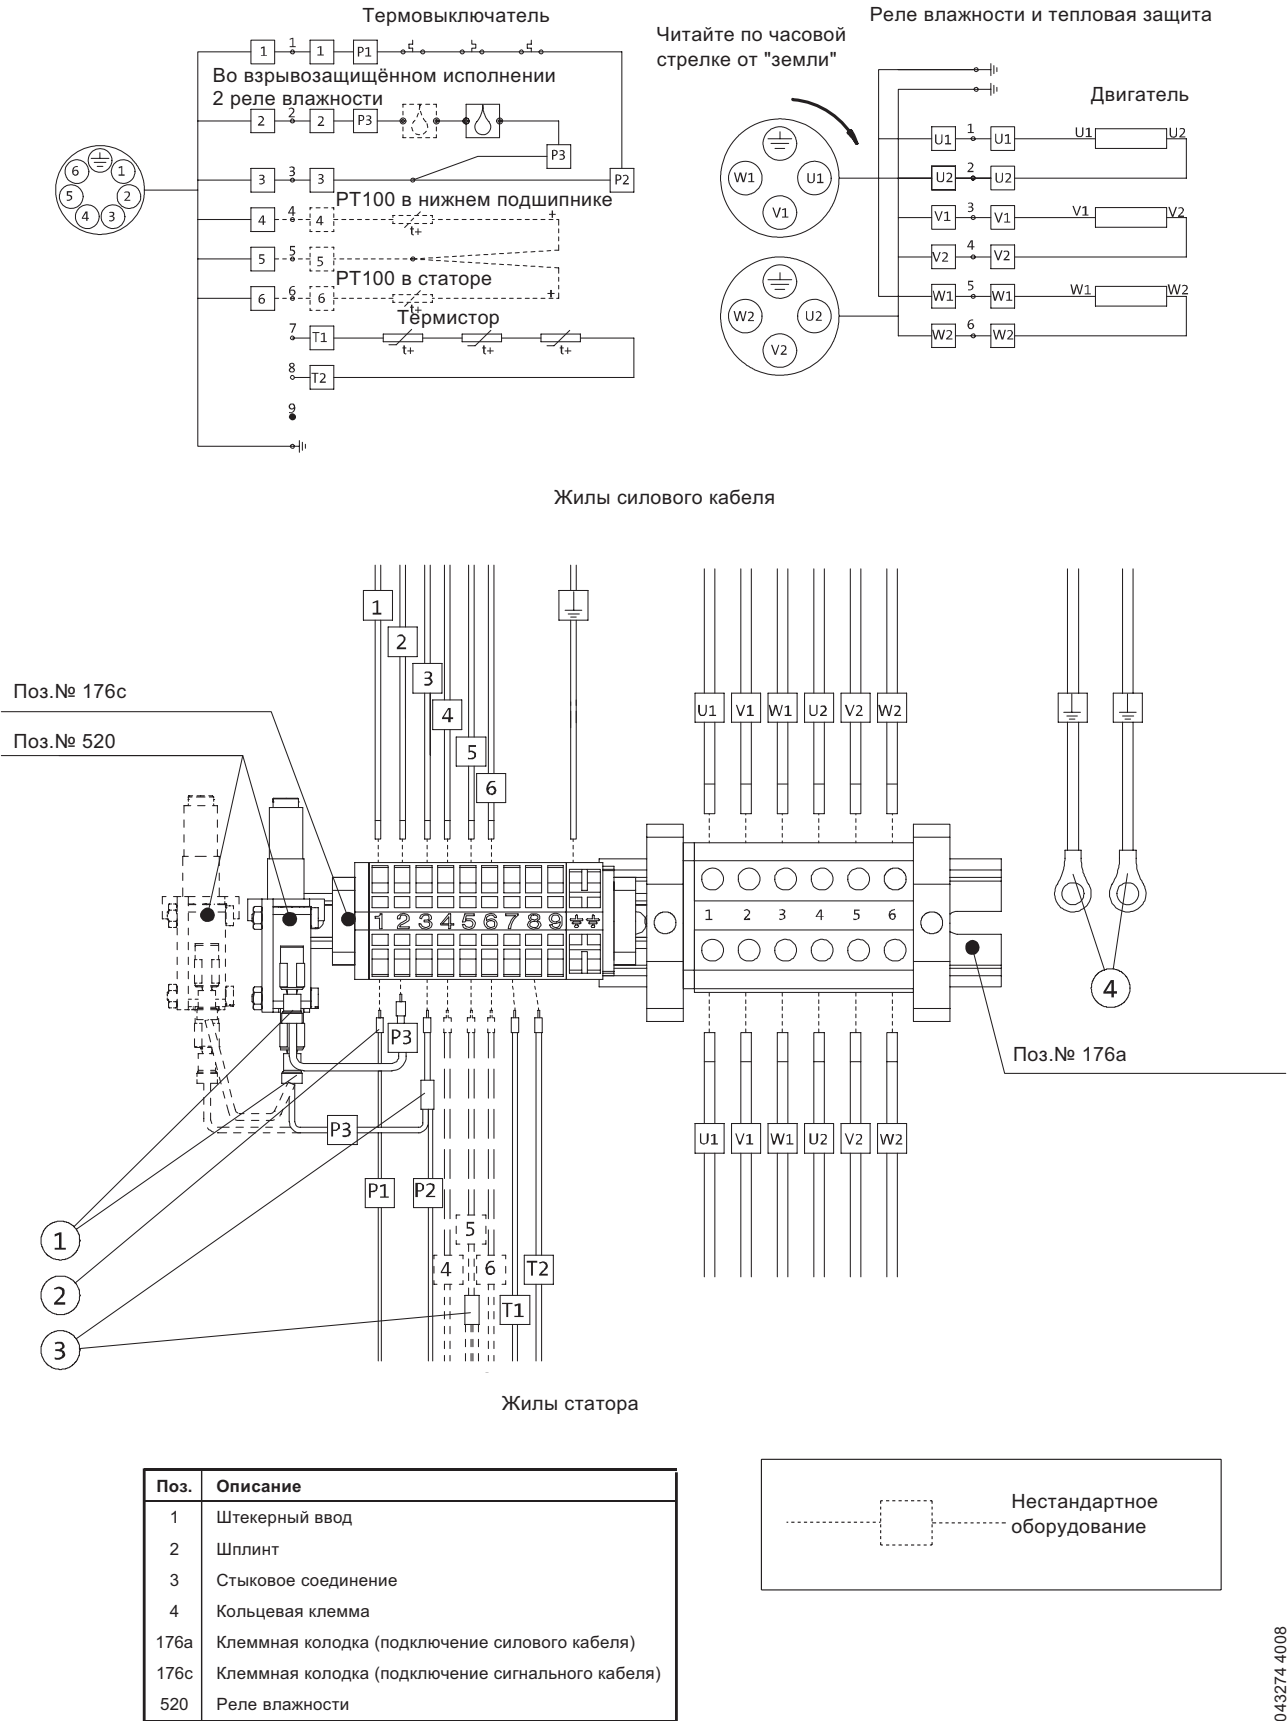 Термовыключатель
Реле влажности и тепловая защита
Читайте по часовой
стрелке от "земли"
1 1 1 P1
Во взрывозащищённом исполнении
2 реле влажности
2 2 2 P3
P3
3 3 3 P2
6 1
5 2
4 3
PT100 в нижнем подшипнике
4 4 4 t+ +
5 5 5
PT100 в статоре
6 6 6 t+ +
Термистор
7 T1 t+ t+ t+
8 T2
9
Двигатель
W1 U1
V1
W2 U2
V2
U1 1 U1 U1 U2
U2 2 U2
V1 3 V1 V1 V2
V2 4 V2
W1 5 W1 W1 W2
W2 6 W2
Жилы силового кабеля
1
2
3
4
5
6
U1 V1 W1 U2 V2 W2
Поз.№ 176c
Поз.№ 520
1 2 3 4 5 6 7 8 9
1 2 3 4 5 6
4
Поз.№ 176a
P3
P3
U1 V1 W1 U2 V2 W2
P1 P2
5
4 6 T2
T1
1
2
3
Жилы статора
Поз. Описание
1 Штекерный ввод
2 Шплинт
3 Стыковое соединение
4 Кольцевая клемма
176a Клеммная колодка (подключение силового кабеля)
176c Клеммная колодка (подключение сигнального кабеля)
520 Реле влажности
Нестандартное
оборудование
043274 4008